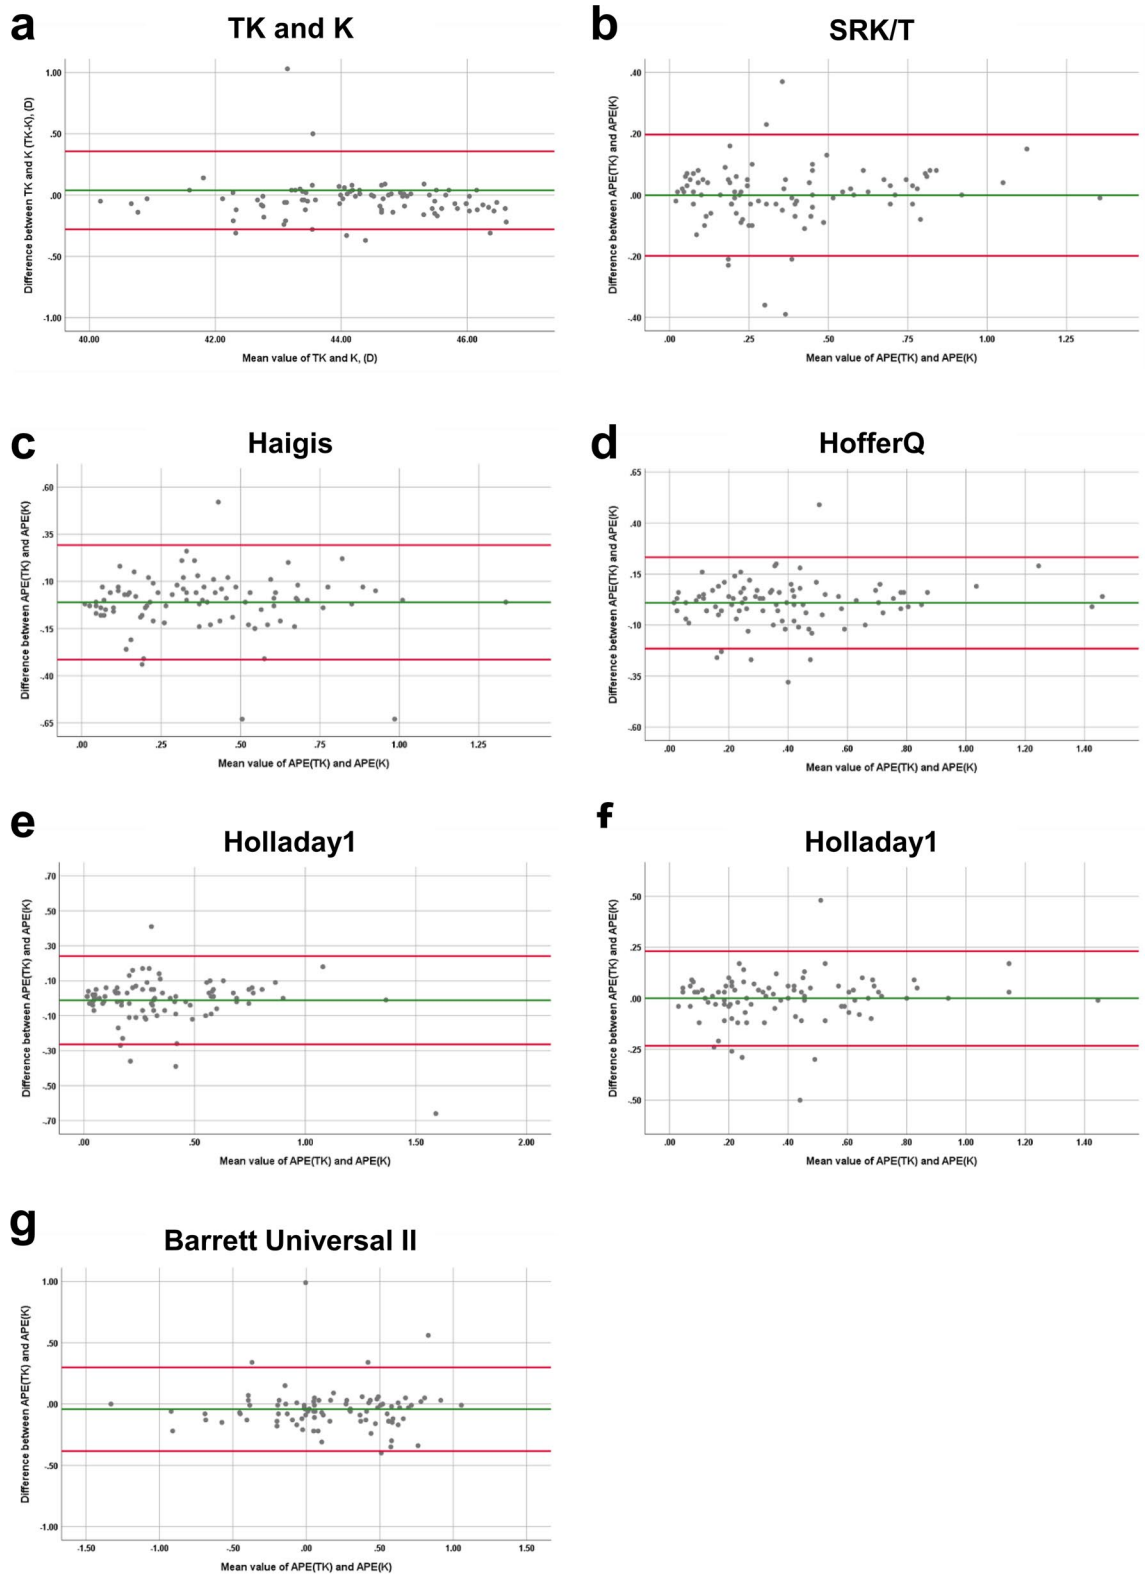 a
TK and K
Difference between TK and K (TK-K), (D)
1.00
.50
.00
-.50
-1.00
40.00 42.00 44.00 46.00
Mean value of TK and K, (D)
b
SRK/T
Difference between APE(TK) and APE(K)
.40
.20
.00
-.20
-.40
.00 .25 .50 .75 1.00 1.25
Mean value of APE(TK) and APE(K)
c
Haigis
Difference between APE(TK) and APE(K)
.60
.35
.10
-.15
-.40
-.65
.00 .25 .50 .75 1.00 1.25
Mean value of APE(TK) and APE(K)
d
HofferQ
Difference between APE(TK) and APE(K)
.65
.40
.15
-.10
-.35
-.60
.00 .20 .40 .60 .80 1.00 1.20 1.40
Mean value of APE(TK) and APE(K)
e
Holladay1
Difference between APE(TK) and APE(K)
.70
.50
.30
.10
-.10
-.30
-.50
-.70
.00 .50 1.00 1.50 2.00
Mean value of APE(TK) and APE(K)
f
Holladay1
Difference between APE(TK) and APE(K)
.50
.25
.00
-.25
-.50
.00 .20 .40 .60 .80 1.00 1.20 1.40
Mean value of APE(TK) and APE(K)
g
Barrett Universal II
Difference between APE(TK) and APE(K)
1.00
.50
.00
-.50
-1.00
-1.50 -1.00 -.50 .00 .50 1.00 1.50
Mean value of APE(TK) and APE(K)